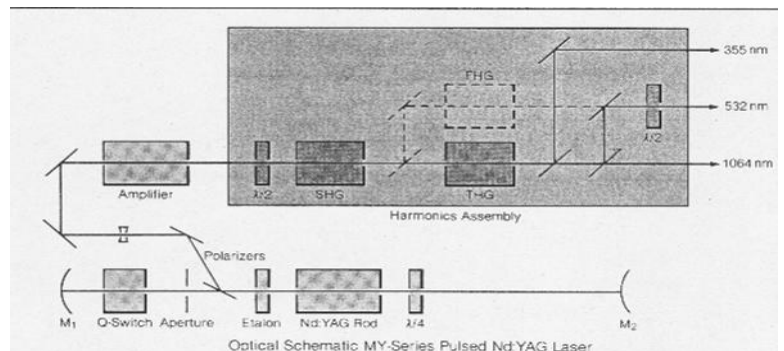 355 nm
FHG
532 nm
λ/2
1064 nm
Amplifier
λ/2
SHG
THG
Harmonics Assembly
Polarizers
M1
Q-Switch
Aperture
Etalon
Nd:YAG Rod
λ/4
M2
Optical Schematic MY-Series Pulsed Nd:YAG Laser